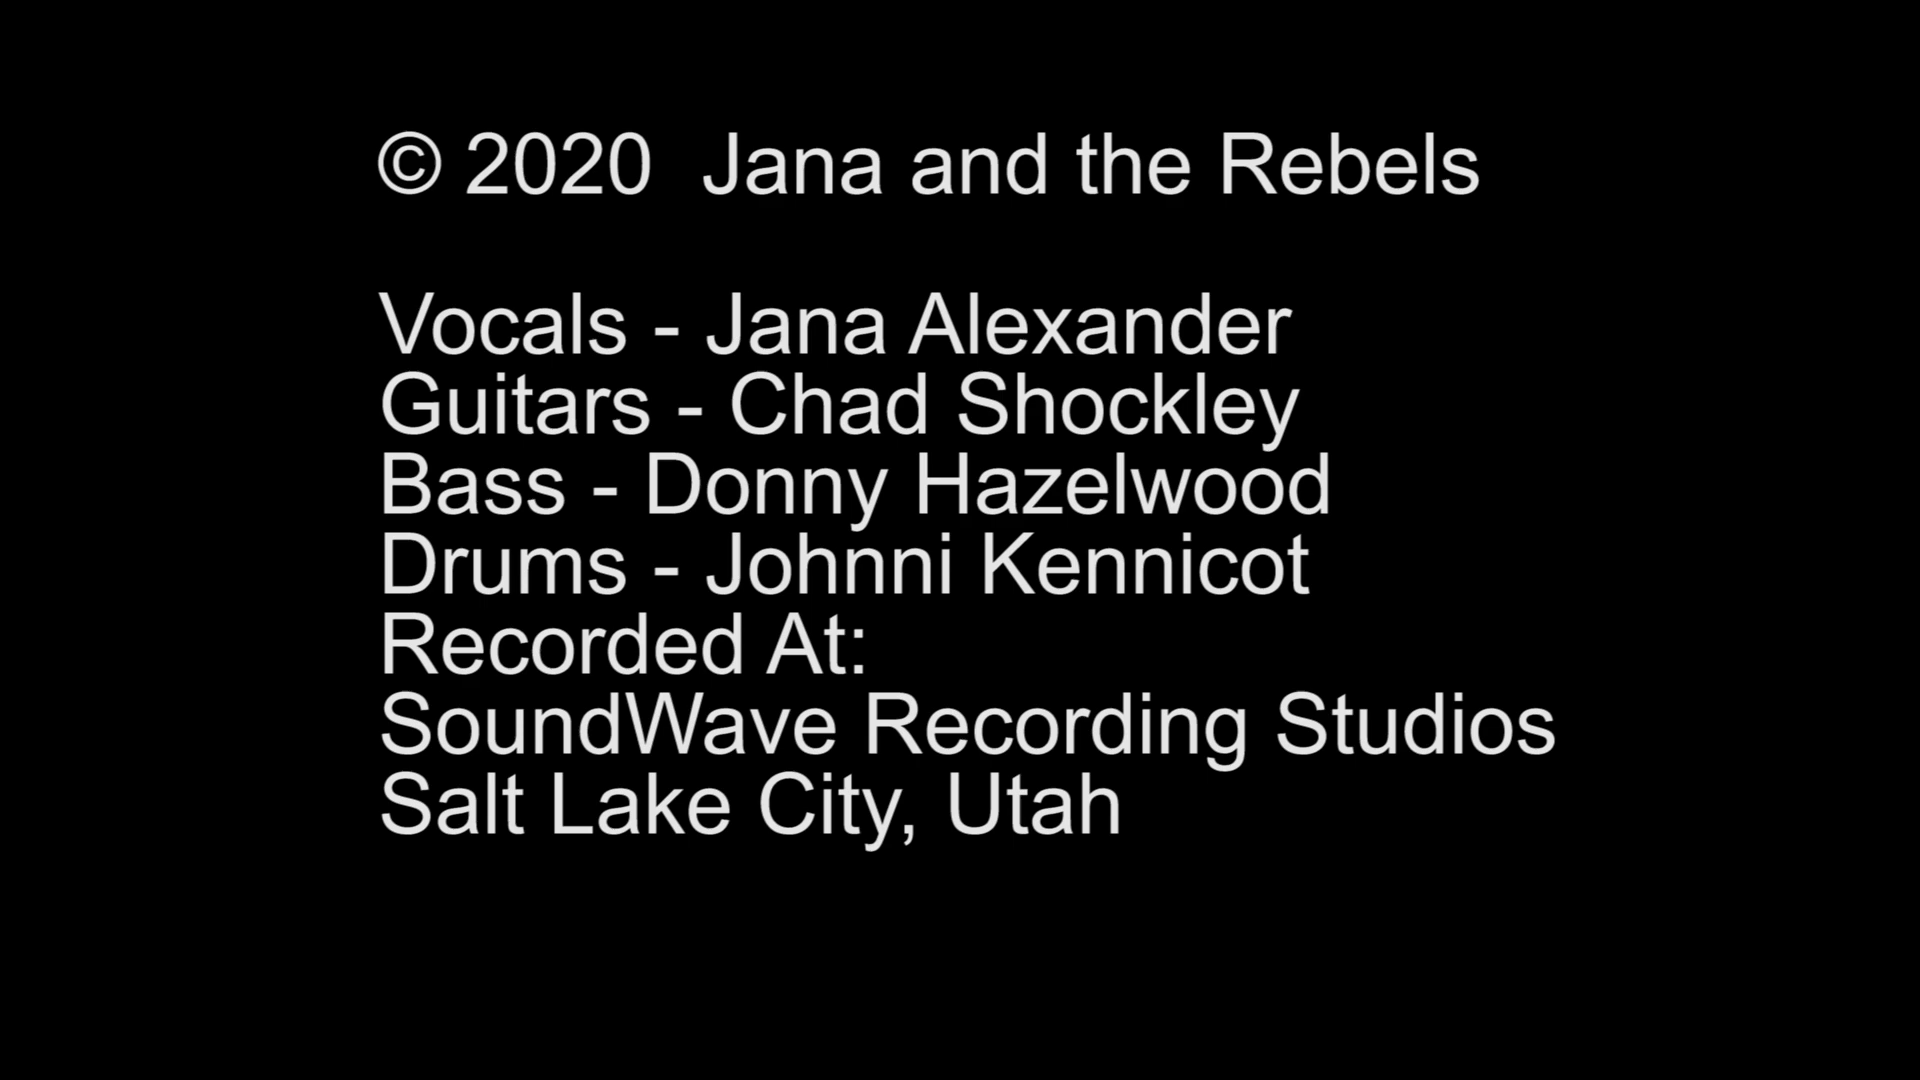 © 2020  Jana and the Rebels
Vocals - Jana Alexander
Guitars - Chad Shockley
Bass - Donny Hazelwood
Drums - Johnni Kennicot
Recorded At:
SoundWave Recording Studios
Salt Lake City, Utah